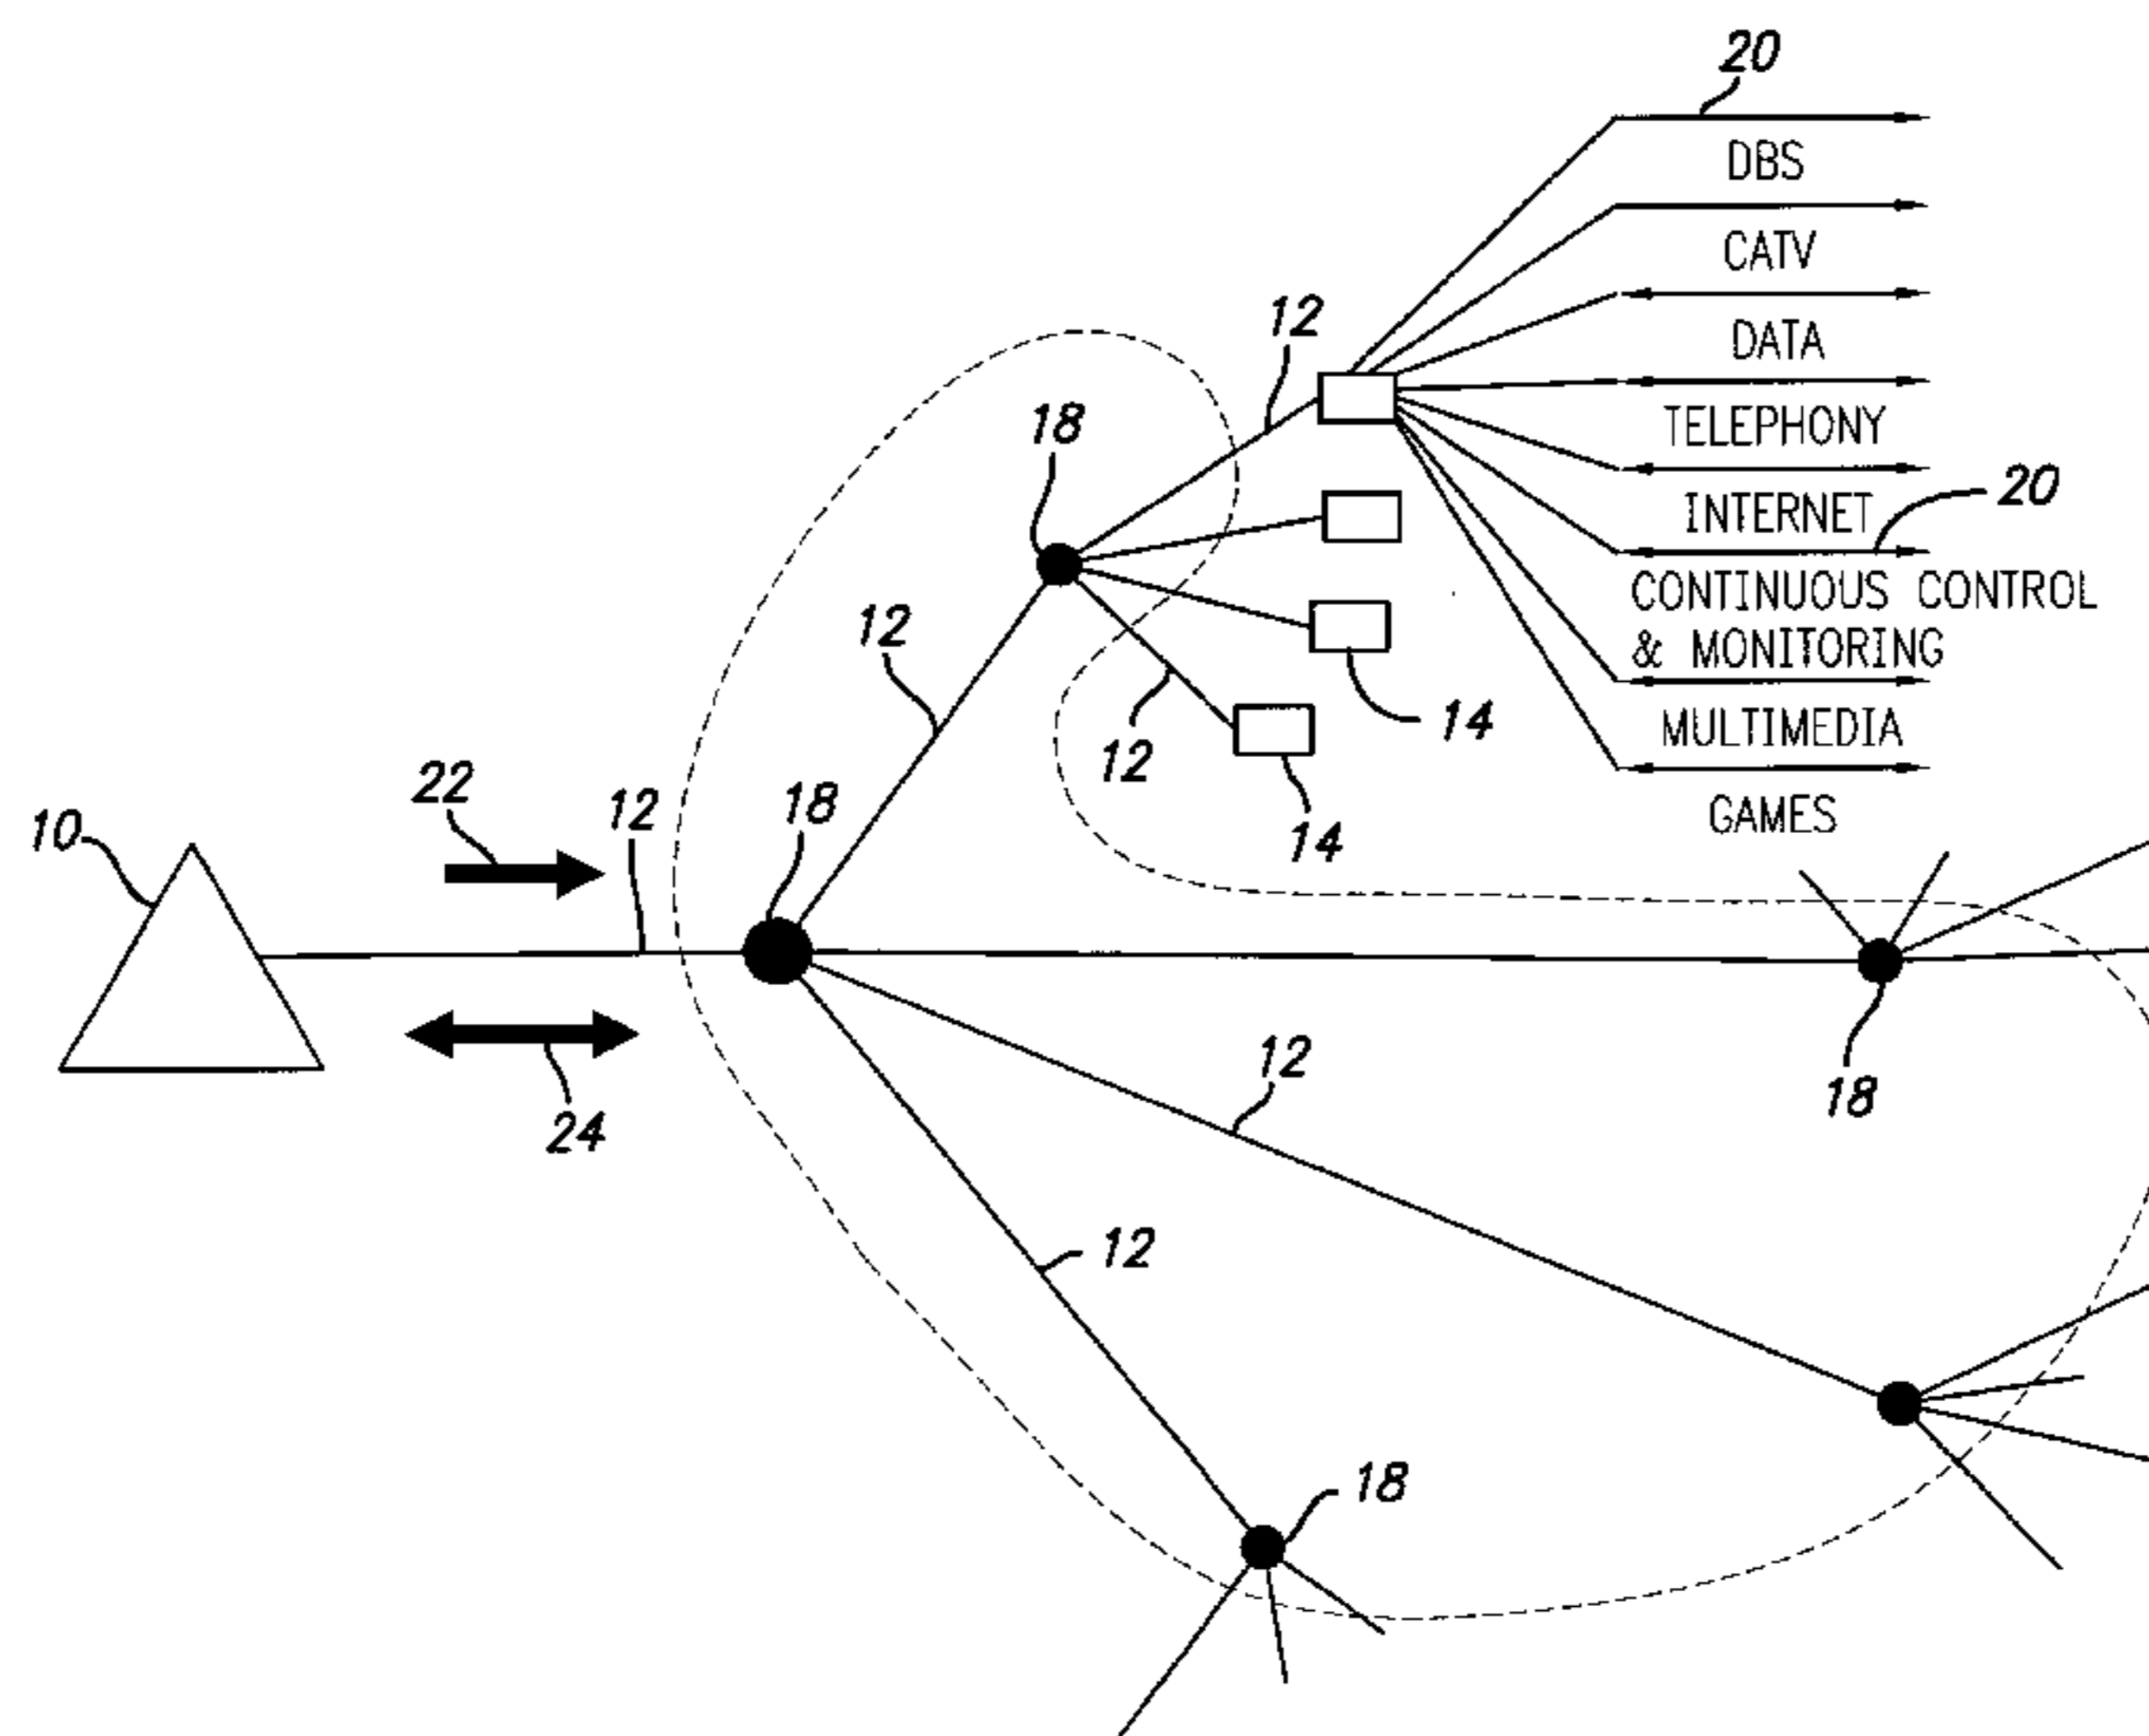 20
DBS
CATV
12
DATA
18
TELEPHONY
INTERNET
20
CONTINUOUS CONTROL
& MONITORING
12
14
MULTIMEDIA
12
22
12
18
GAMES
10
14
12
18
24
12
18